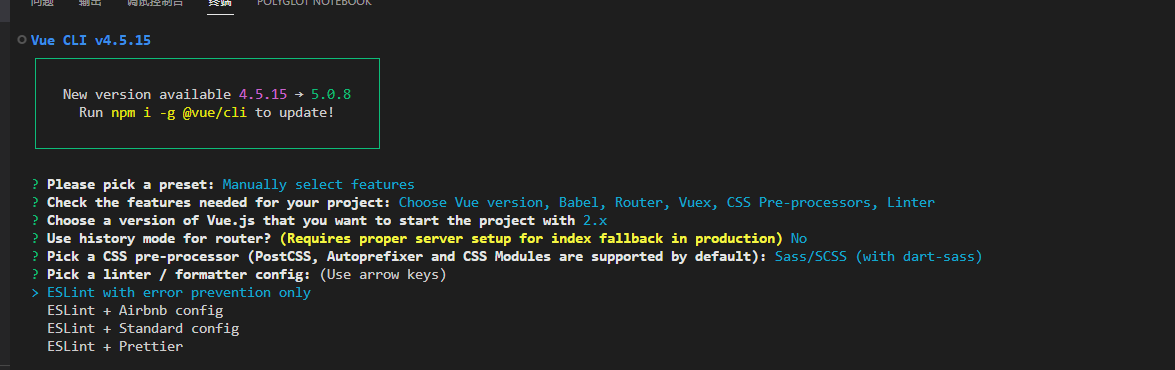 问题 输出 调试控制台 终端 POLYGLOT NOTEBOOK
Vue CLI v4.5.15
New version available 4.5.15 → 5.0.8
Run npm i -g @vue/cli to update!
? Please pick a preset: Manually select features
? Check the features needed for your project: Choose Vue version, Babel, Router, Vuex, CSS Pre-processors, Linter
? Choose a version of Vue.js that you want to start the project with 2.x
? Use history mode for router? (Requires proper server setup for index fallback in production) No
? Pick a CSS pre-processor (PostCSS, Autoprefixer and CSS Modules are supported by default): Sass/SCSS (with dart-sass)
? Pick a linter / formatter config: (Use arrow keys)
> ESLint with error prevention only
ESLint + Airbnb config
ESLint + Standard config
ESLint + Prettier